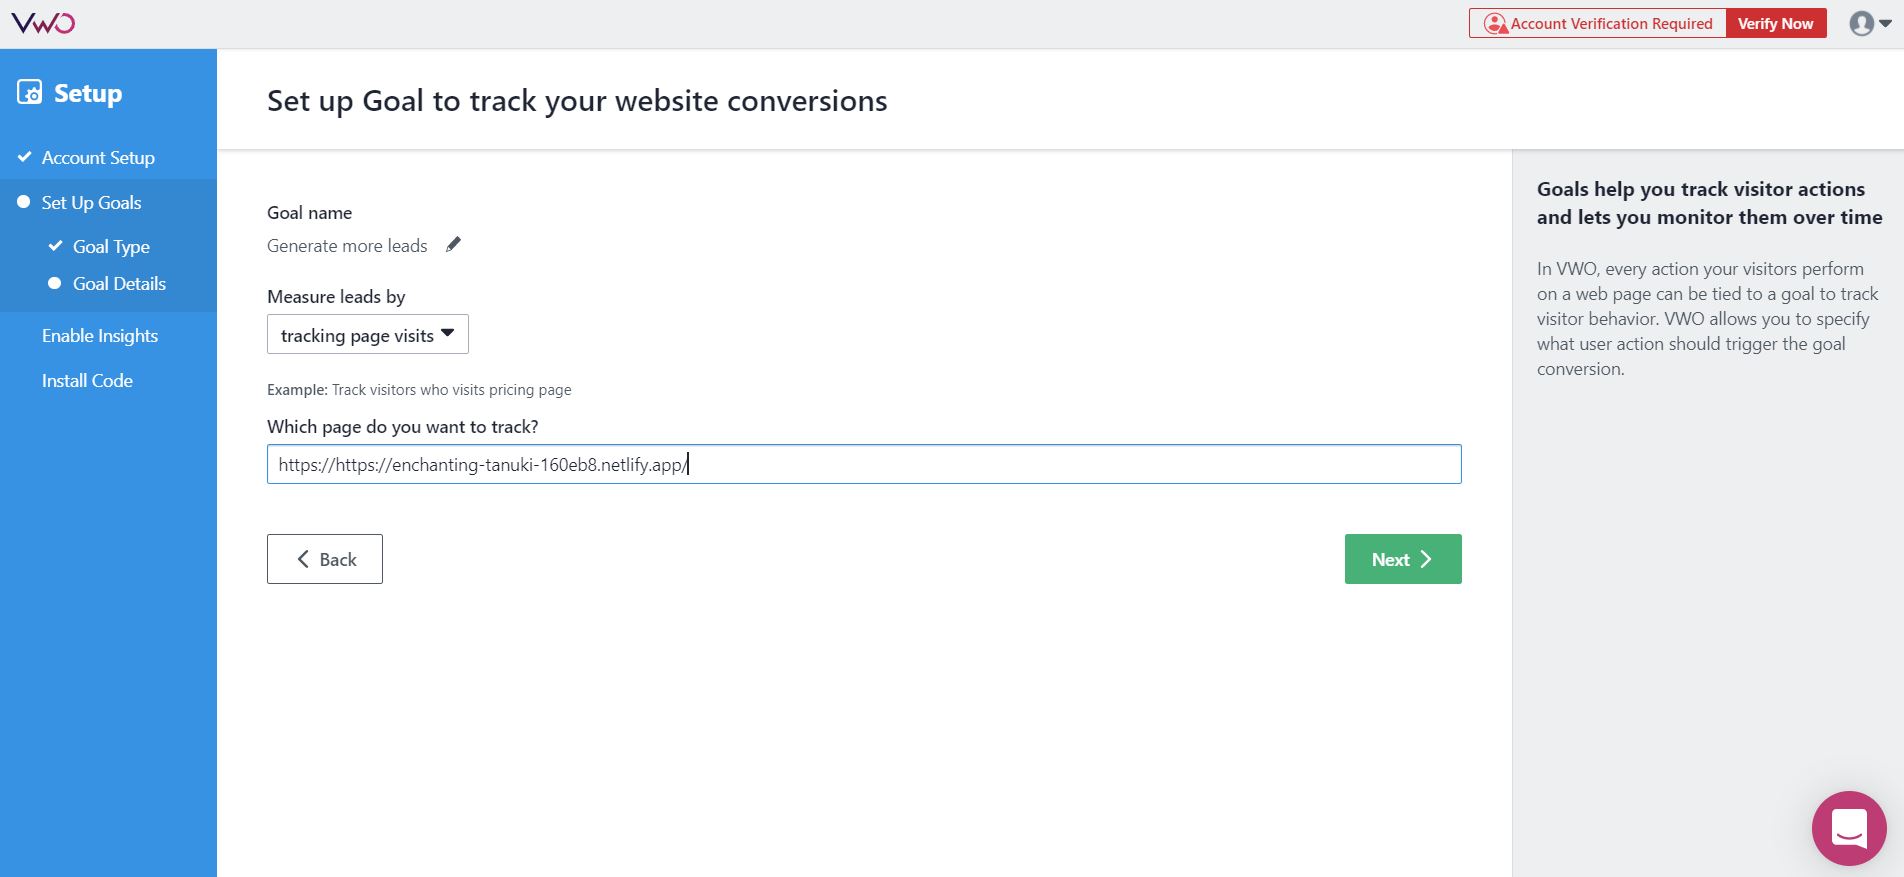 VWO
Account Verification Required
Verify Now
Setup
Account Setup
Set Up Goals
Goal Type
Goal Details
Enable Insights
Install Code
Set up Goal to track your website conversions
Goal name
Generate more leads
Measure leads by
tracking page visits
Example: Track visitors who visits pricing page
Which page do you want to track?
https://https://enchanting-tanuki-160eb8.netlify.app/
Back
Next
Goals help you track visitor actions
and lets you monitor them over time
In VWO, every action your visitors perform
on a web page can be tied to a goal to track
visitor behavior. VWO allows you to specify
what user action should trigger the goal
conversion.